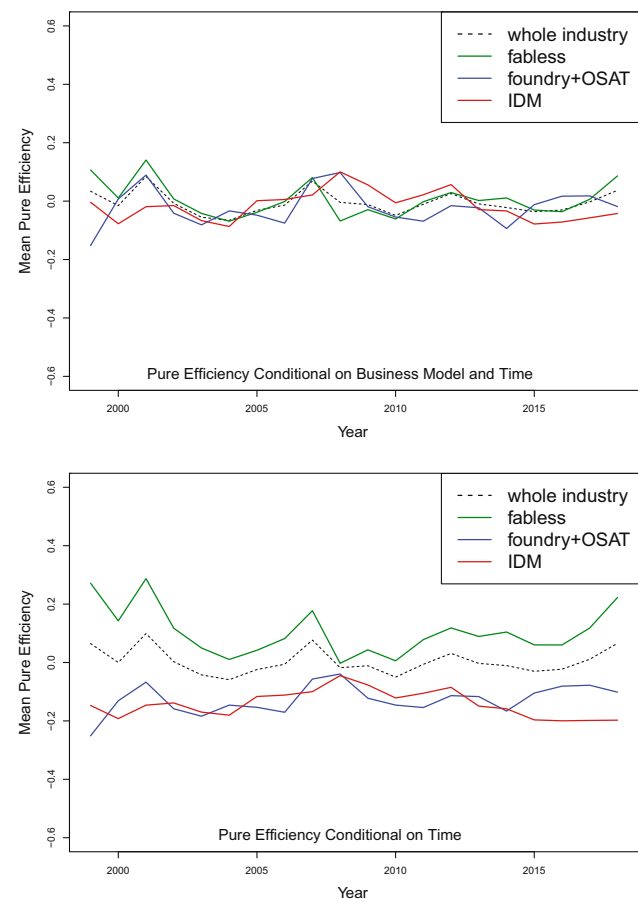 0.6
0.4
0.2
0.0
-0.2
-0.4
-0.6
Mean Pure Efficiency
whole industry
fabless
foundry+OSAT
IDM
Pure Efficiency Conditional on Business Model and Time
2000
2005
2010
2015
Year
0.6
0.4
0.2
0.0
-0.2
-0.4
-0.6
Mean Pure Efficiency
whole industry
fabless
foundry+OSAT
IDM
Pure Efficiency Conditional on Time
2000
2005
2010
2015
Year